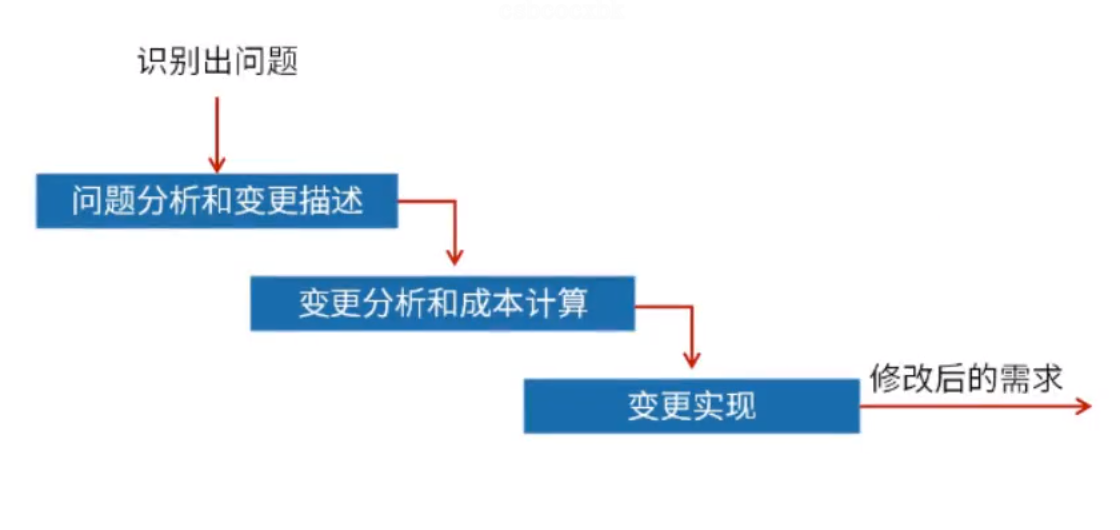 识别出问题
问题分析和变更描述
变更分析和成本计算
变更实现
修改后的需求